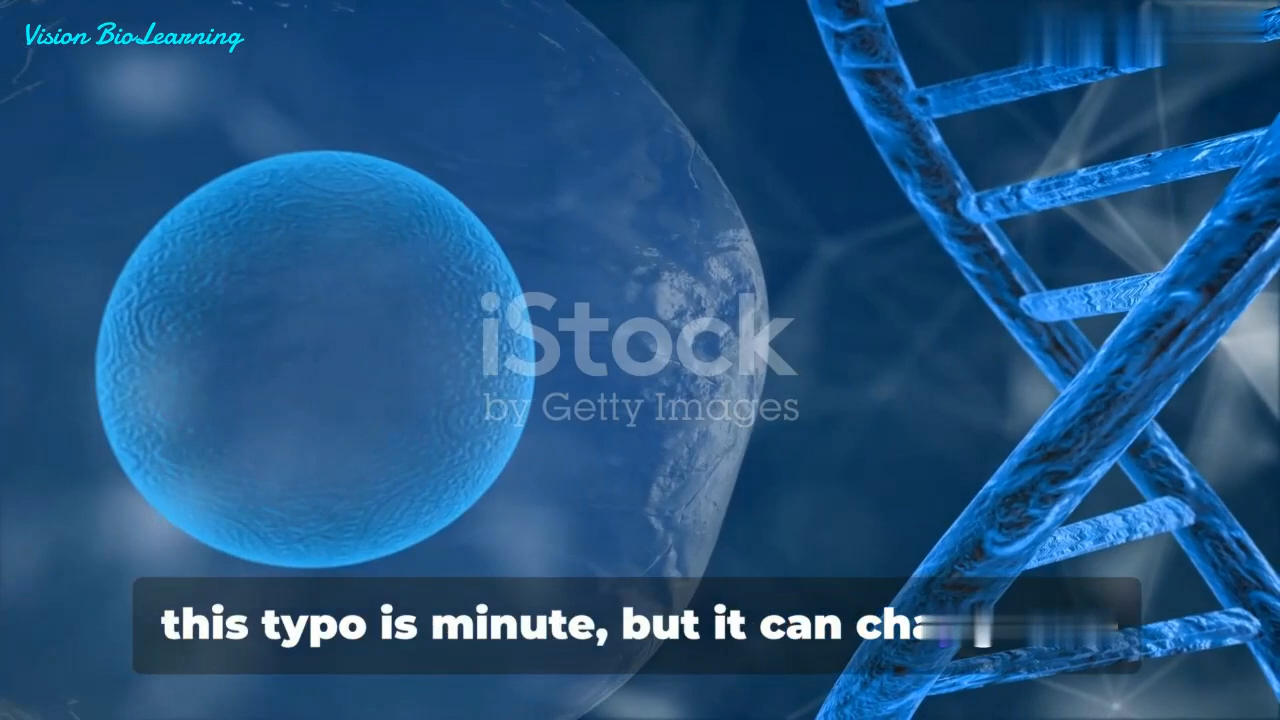 Vision BioLearning
iStock
by Getty Images
this typo is minute, but it can